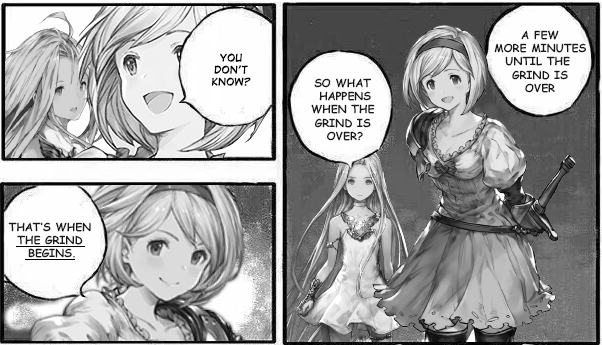 A FEW
MORE MINUTES
UNTIL THE
GRIND IS
OVER
SO WHAT
HAPPENS
WHEN THE
GRIND IS
OVER?
YOU
DON'T
KNOW?
THAT'S WHEN
THE GRIND
BEGINS.